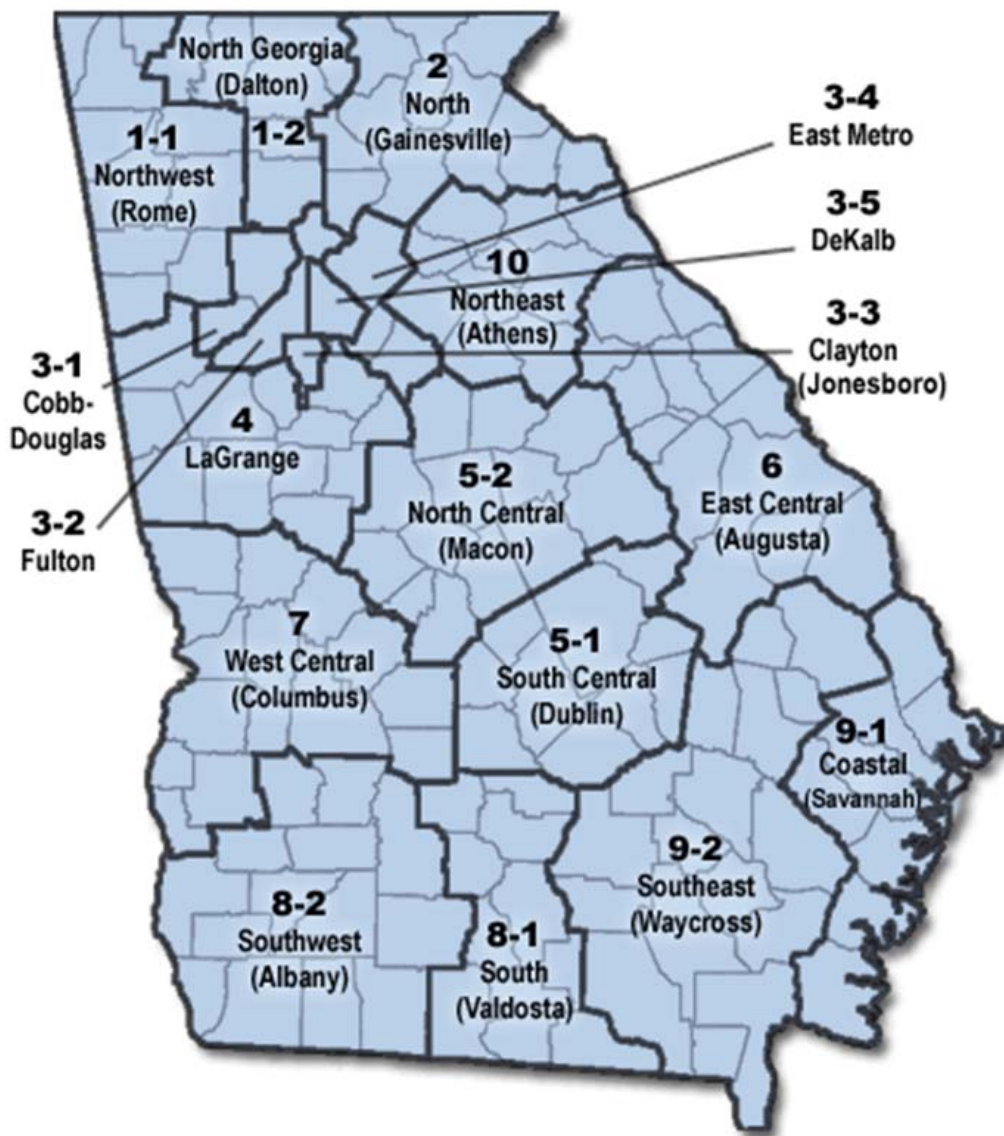 North Georgia
(Dalton)
2
North
(Gainesville)
3-4
East Metro
1-1
Northwest
(Rome)
1-2
3-5
DeKalb
10
Northeast
(Athens)
3-3
Clayton
(Jonesboro)
3-1
Cobb-
Douglas
4
LaGrange
5-2
North Central
(Macon)
6
East Central
(Augusta)
3-2
Fulton
7
West Central
(Columbus)
5-1
South Central
(Dublin)
9-1
Coastal
(Savannah)
9-2
Southeast
(Waycross)
8-2
Southwest
(Albany)
8-1
South
(Valdosta)